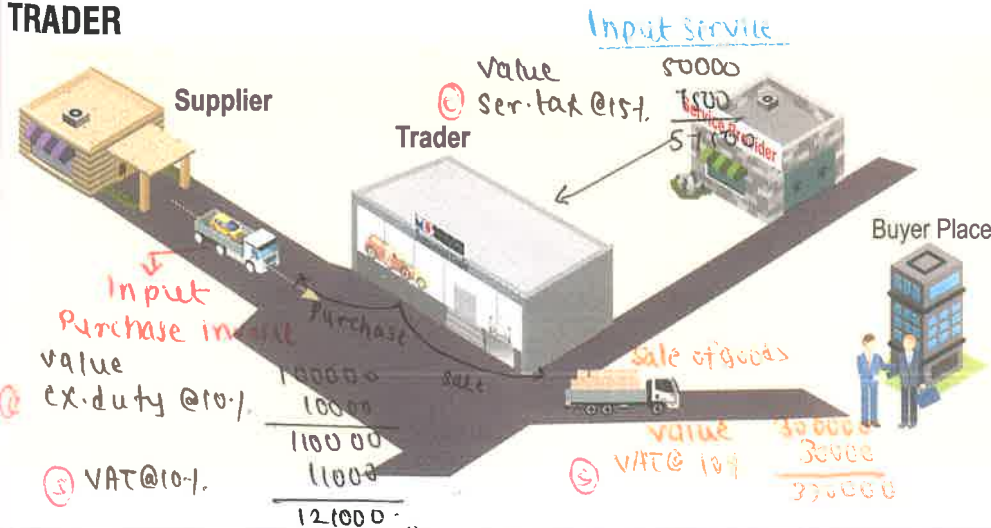 TRADER
Input service
value 50000
Ⓒ Ser.tax @15%. 7500
57500
Supplier
Trader
Service Provider
Buyer Place
Input
Purchase invoice
Purchase
sale
value 100000
ex.duty @10%. 10000
110000
Ⓢ VAT@10%. 11000
121000
sale of goods
value 300000
Ⓢ VAT@ 10% 30000
330000